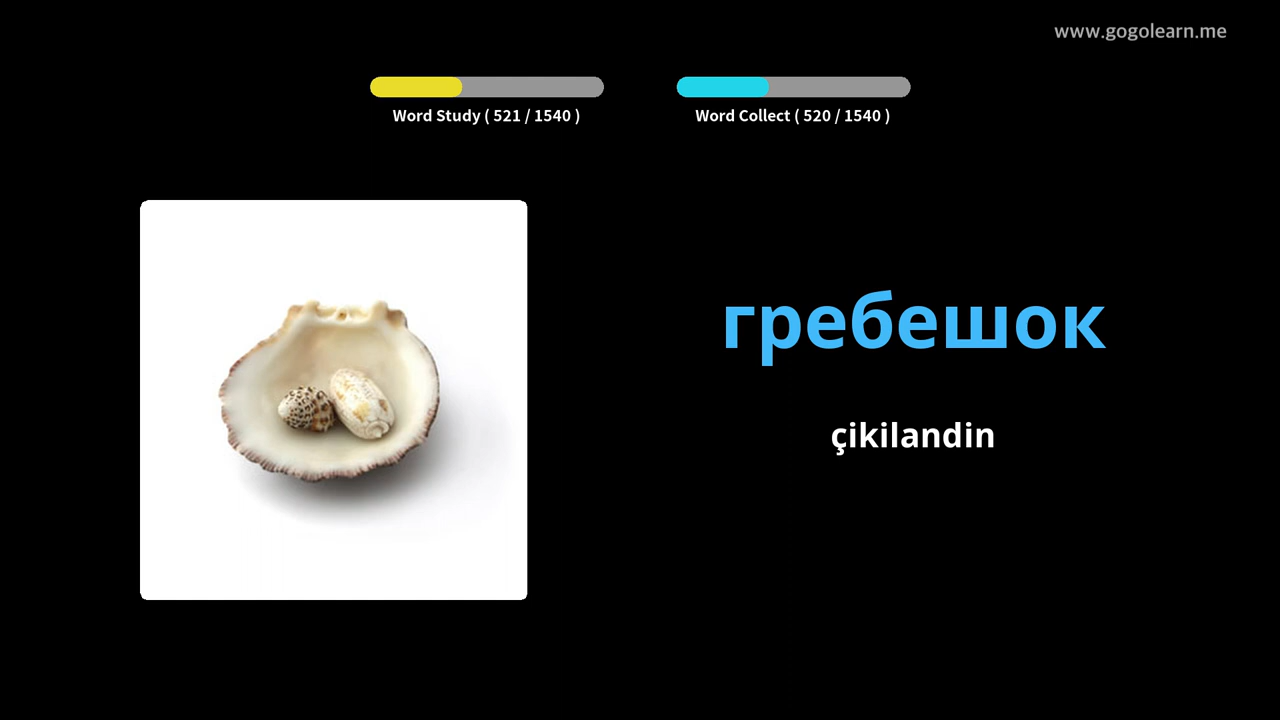 www.gogolearn.me
Word Study ( 521 / 1540 )
Word Collect ( 520 / 1540 )
гребешок
çikilandin